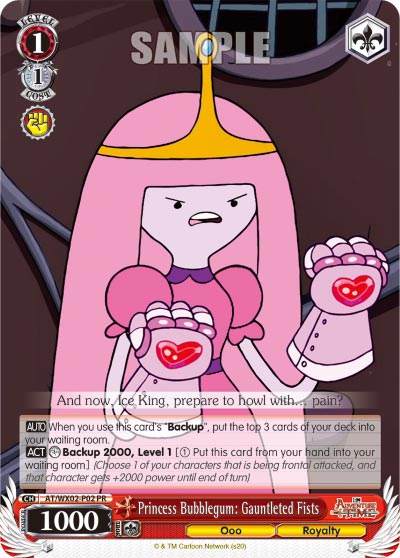 LEVEL
1
SAMPLE
1
COST
And now, Ice King, prepare to howl with... pain?
AUTO When you use this card's "Backup", put the top 3 cards of your deck into
your waiting room.
ACT Backup 2000, Level 1 [① Put this card from your hand into your
waiting room] (Choose 1 of your characters that is being frontal attacked, and
that character gets +2000 power until end of turn)
CH AT/WX02-P02 PR
POWER 1000
Princess Bubblegum: Gauntleted Fists
ADVENTURE TIME
Ooo Royalty
© & TM Cartoon Network (s20)